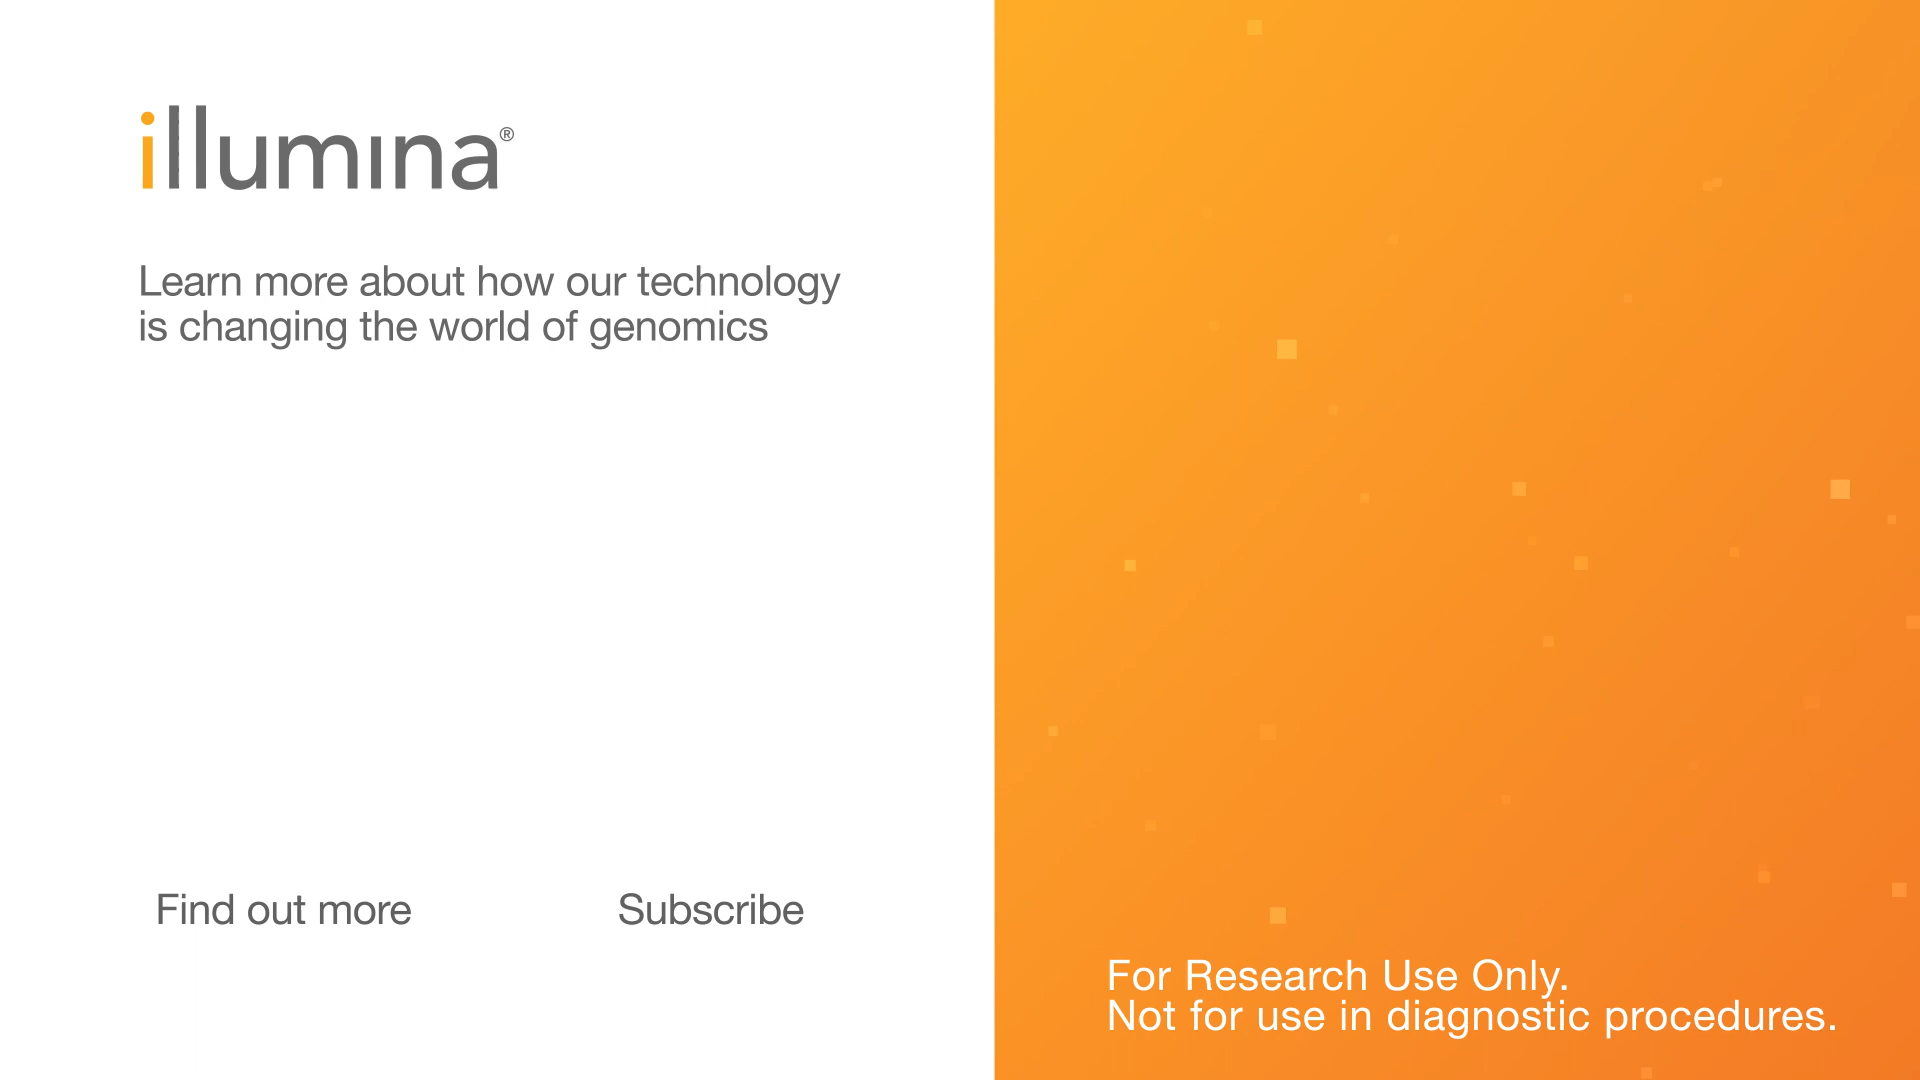 illumina®
Learn more about how our technology
is changing the world of genomics
Find out more
Subscribe
For Research Use Only.
Not for use in diagnostic procedures.